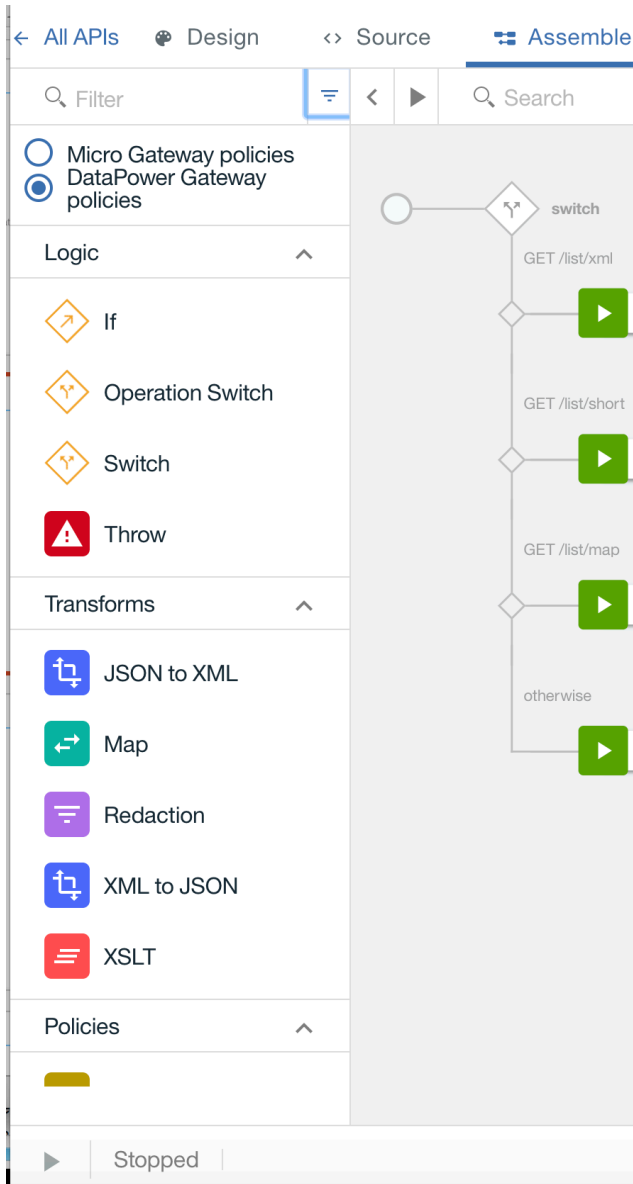 All APIs
Design
Source
Assemble
Filter
Search
Micro Gateway policies
DataPower Gateway
policies
Logic
If
Operation Switch
Switch
Throw
Transforms
JSON to XML
Map
Redaction
XML to JSON
XSLT
Policies
switch
GET /list/xml
GET /list/short
GET /list/map
otherwise
Stopped